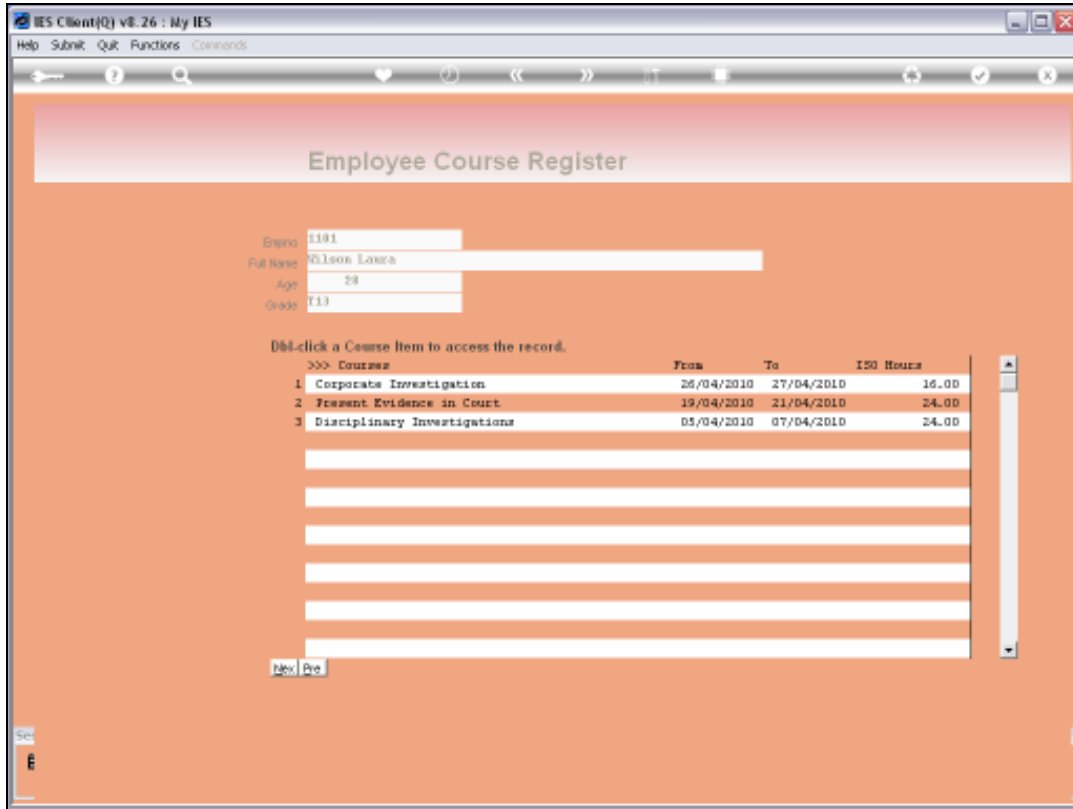 IES Client(Q) v8.26 : My IES
Help Submit Quit Functions Commands
Employee Course Register
Empno 1101
Full Name Wilson Laura
Age 28
Grade T13
Dbl-click a Course Item to access the record.
>>> Courses From To ISO Hours
1 Corporate Investigation 26/04/2010 27/04/2010 16.00
2 Present Evidence in Court 19/04/2010 21/04/2010 24.00
3 Disciplinary Investigations 05/04/2010 07/04/2010 24.00
Nex Pre
Ses